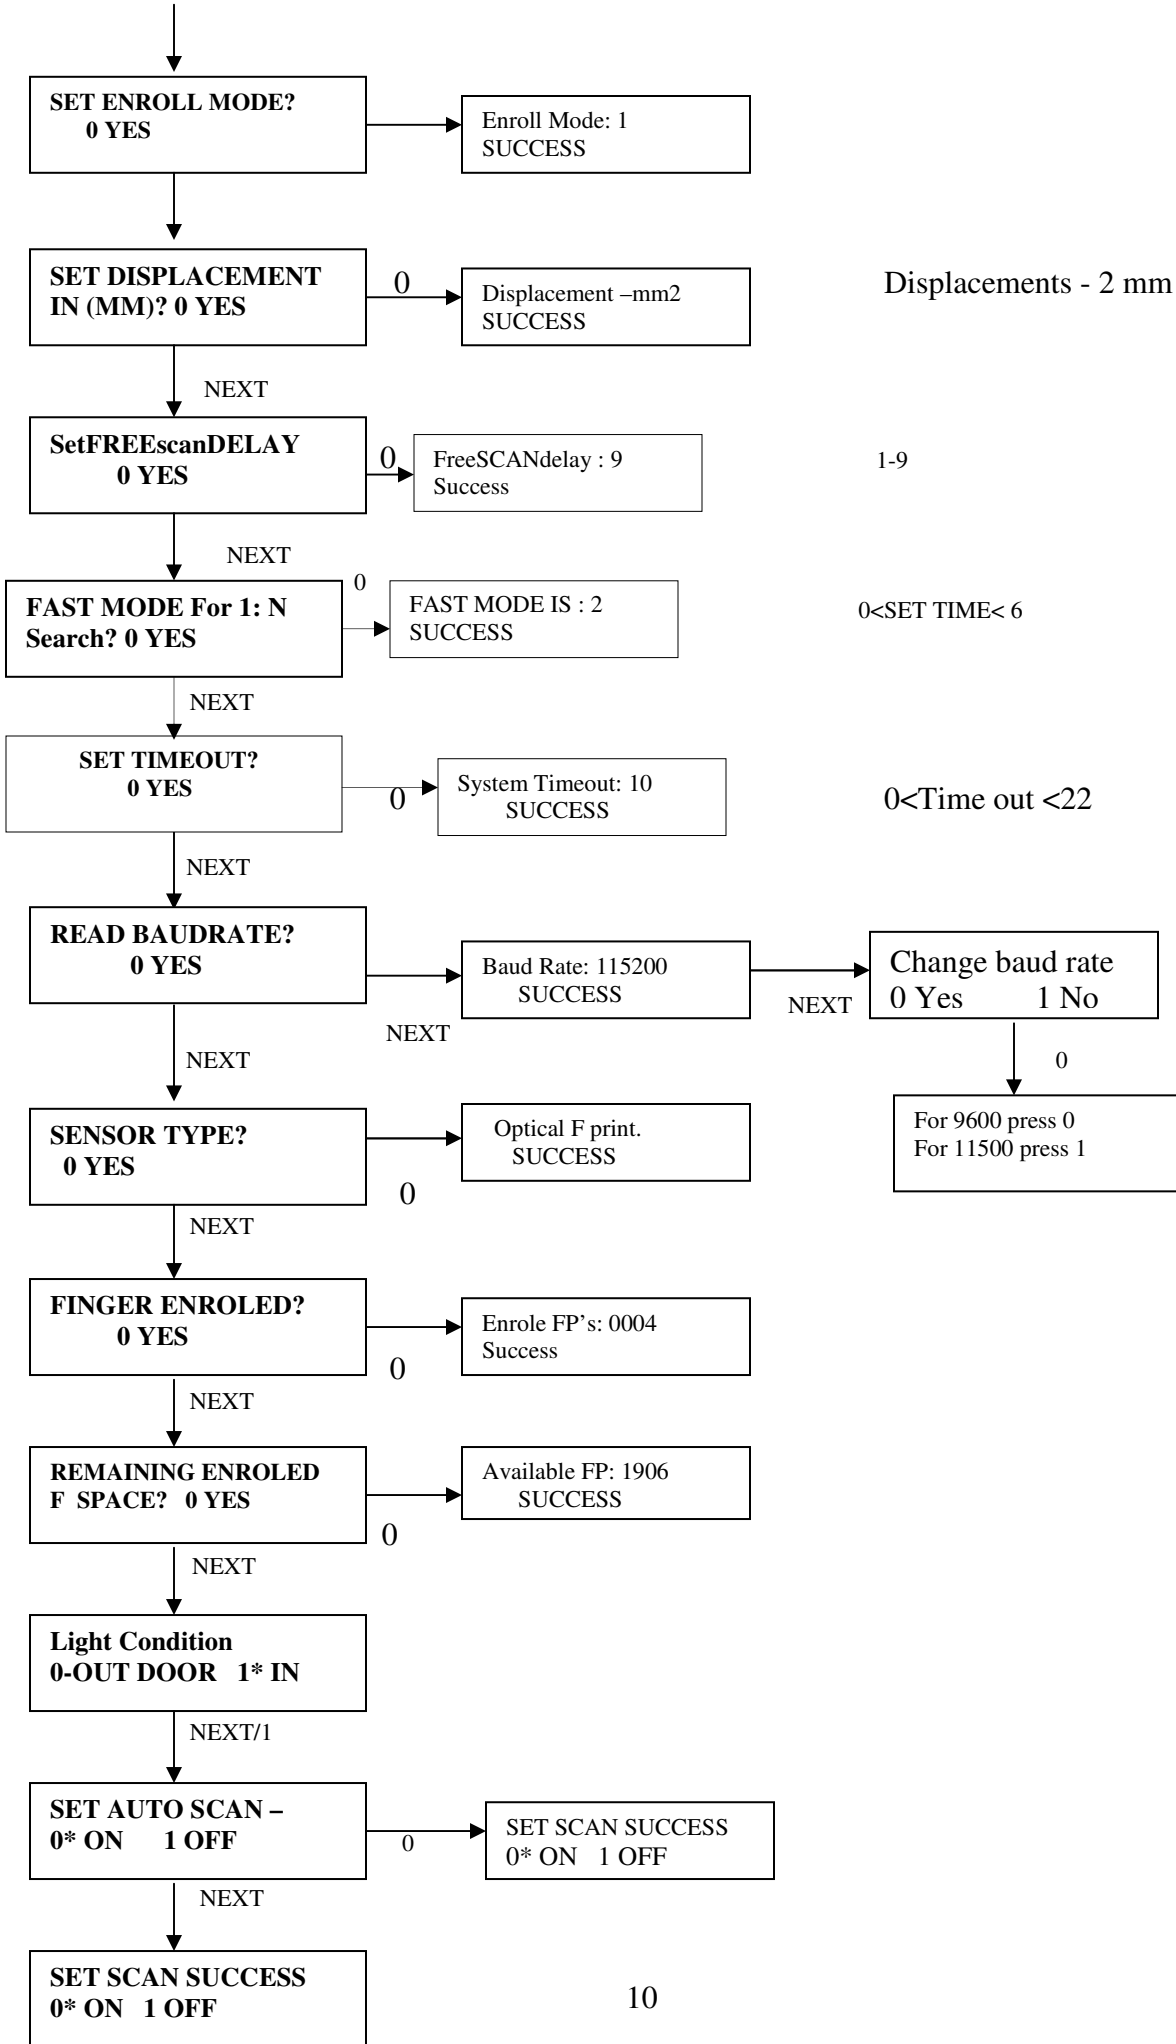 SET ENROLL MODE?
0 YES
Enroll Mode: 1
SUCCESS
SET DISPLACEMENT
IN (MM)? 0 YES
0
Displacement –mm2
SUCCESS
Displacements - 2 mm
NEXT
SetFREEscanDELAY
0 YES
0
FreeSCANdelay : 9
Success
1-9
NEXT
FAST MODE For 1: N
Search? 0 YES
0
FAST MODE IS : 2
SUCCESS
0<SET TIME< 6
NEXT
SET TIMEOUT?
0 YES
0
System Timeout: 10
SUCCESS
0<Time out <22
NEXT
READ BAUDRATE?
0 YES
NEXT
Baud Rate: 115200
SUCCESS
NEXT
Change baud rate
0 Yes 1 No
0
For 9600 press 0
For 11500 press 1
NEXT
SENSOR TYPE?
0 YES
0
Optical F print.
SUCCESS
NEXT
FINGER ENROLED?
0 YES
0
Enrole FP's: 0004
Success
NEXT
REMAINING ENROLED
F SPACE? 0 YES
0
Available FP: 1906
SUCCESS
NEXT
Light Condition
0-OUT DOOR 1* IN
NEXT/1
SET AUTO SCAN –
0* ON 1 OFF
0
SET SCAN SUCCESS
0* ON 1 OFF
NEXT
SET SCAN SUCCESS
0* ON 1 OFF
10